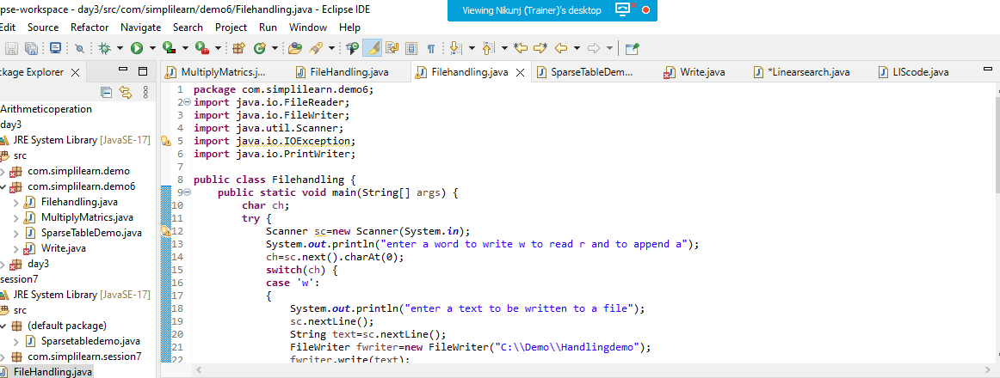 pse-workspace - day3/src/com/simplilearn/demo6/Filehandling.java - Eclipse IDE
Viewing Nikunj (Trainer)'s desktop
Edit Source Refactor Navigate Search Project Run Window Help
ckage Explorer
MultiplyMatrics.j... FileHandling.java Filehandling.java SparseTableDem... Write.java *Linearsearch.java LIScode.java
Arithmeticoperation
day3
JRE System Library [JavaSE-17]
src
com.simplilearn.demo
com.simplilearn.demo6
Filehandling.java
MultiplyMatrics.java
SparseTableDemo.java
Write.java
day3
session7
JRE System Library [JavaSE-17]
src
(default package)
Sparsetabledemo.java
com.simplilearn.session7
FileHandling.java
1 package com.simplilearn.demo6;
2 import java.io.FileReader;
3 import java.io.FileWriter;
4 import java.util.Scanner;
5 import java.io.IOException;
6 import java.io.PrintWriter;
7
8 public class Filehandling {
9 public static void main(String[] args) {
10 char ch;
11 try {
12 Scanner sc=new Scanner(System.in);
13 System.out.println("enter a word to write w to read r and to append a");
14 ch=sc.next().charAt(0);
15 switch(ch) {
16 case 'w':
17 {
18 System.out.println("enter a text to be written to a file");
19 sc.nextLine();
20 String text=sc.nextLine();
21 FileWriter fwriter=new FileWriter("C:\\Demo\\Handlingdemo");
22 fwriter.write(text);